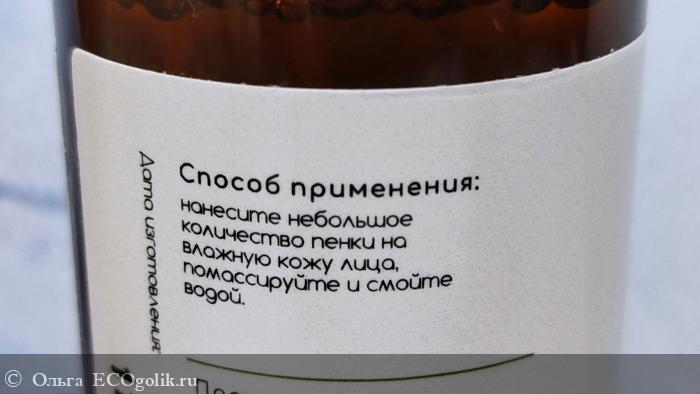 Способ применения:
нанесите небольшое
количество пенки на
влажную кожу лица,
помассируйте и смойте
водой.
Дата изготовления
© Ольга ECOgolik.ru